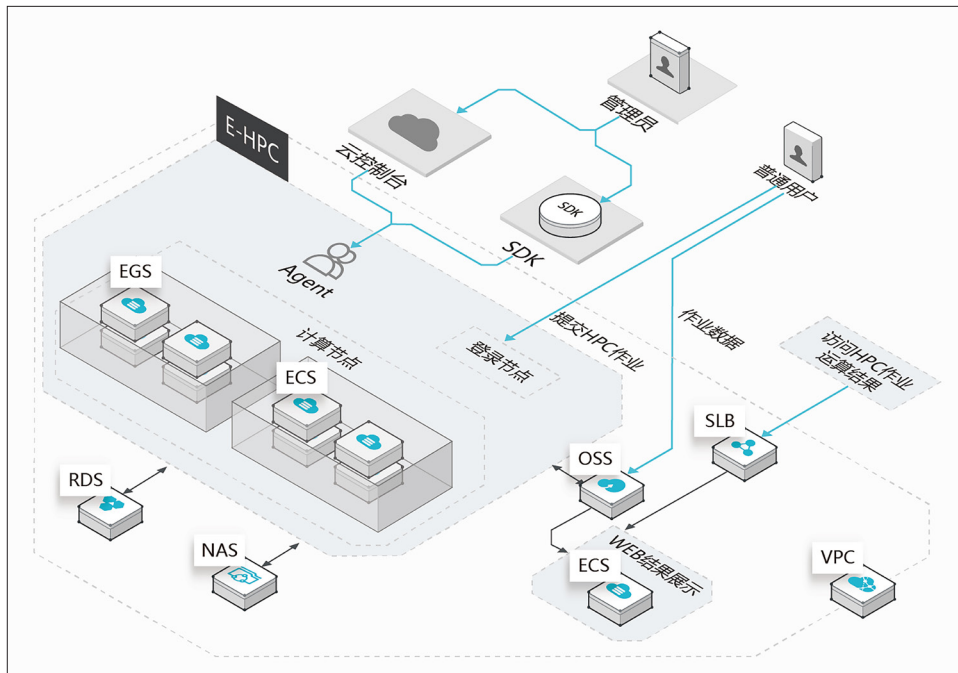 E-HPC
管理员
云控制台
普通用户
SDK
SDK
Agent
EGS
计算节点
ECS
登录节点
提交HPC作业
作业数据
访问HPC作业
运算结果
SLB
OSS
RDS
NAS
WEB结果展示
ECS
VPC